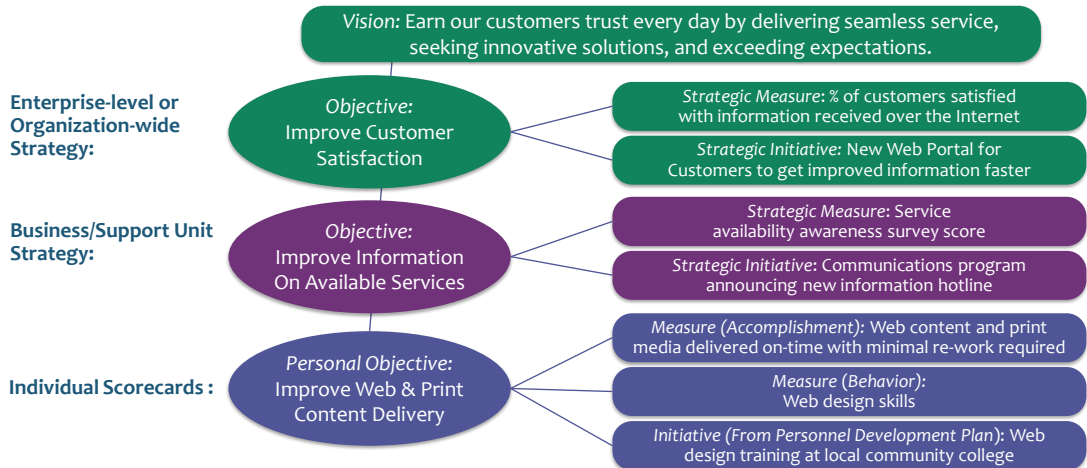 Vision: Earn our customers trust every day by delivering seamless service,
seeking innovative solutions, and exceeding expectations.
Enterprise-level or
Organization-wide
Strategy:
Objective:
Improve Customer
Satisfaction
Strategic Measure: % of customers satisfied
with information received over the Internet
Strategic Initiative: New Web Portal for
Customers to get improved information faster
Business/Support Unit
Strategy:
Objective:
Improve Information
On Available Services
Strategic Measure: Service
availability awareness survey score
Strategic Initiative: Communications program
announcing new information hotline
Individual Scorecards :
Personal Objective:
Improve Web & Print
Content Delivery
Measure (Accomplishment): Web content and print
media delivered on-time with minimal re-work required
Measure (Behavior):
Web design skills
Initiative (From Personnel Development Plan): Web
design training at local community college